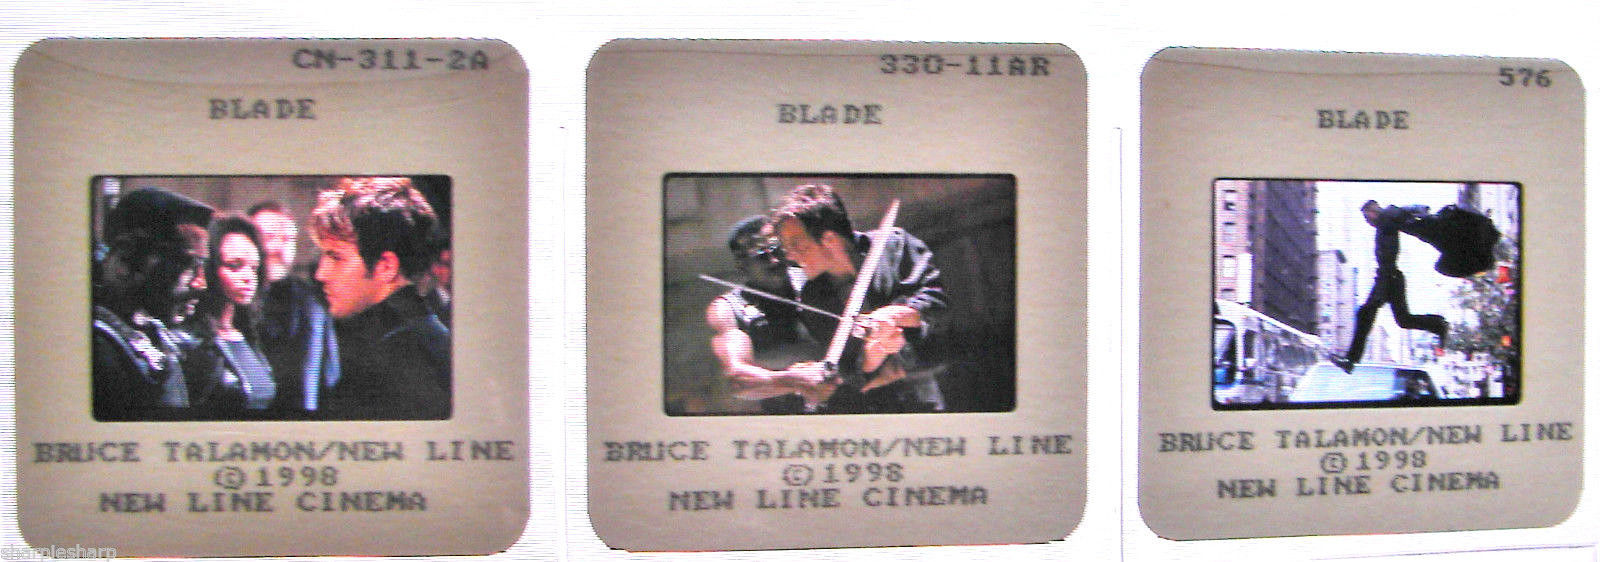 CN-311-2A
BLADE
BRUCE TALAMON/NEW LINE
©1998
NEW LINE CINEMA
330-11AR
BLADE
BRUCE TALAMON/NEW LINE
©1998
NEW LINE CINEMA
576
BLADE
BRUCE TALAMON/NEW LINE
©1998
NEW LINE CINEMA
sharplesharp